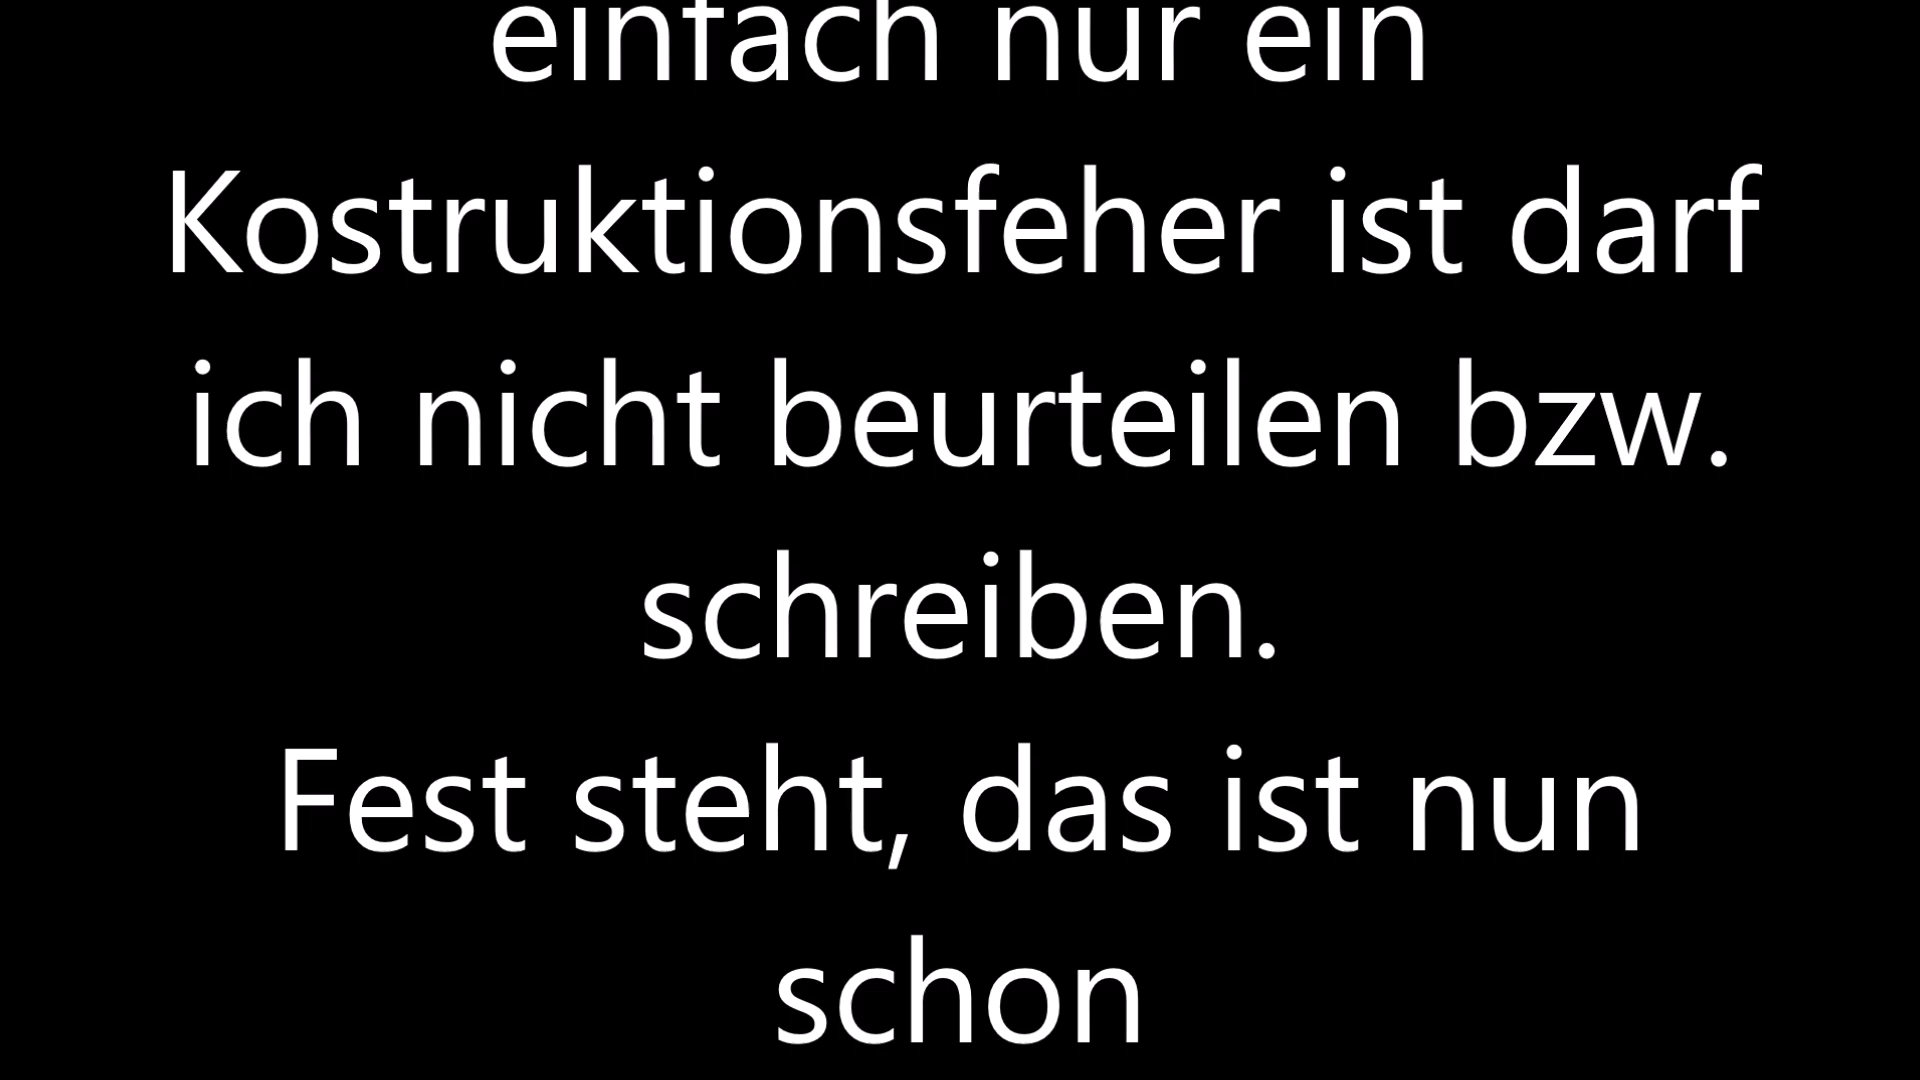 einfach nur ein
Kostruktionsfeher ist darf
ich nicht beurteilen bzw.
schreiben.
Fest steht, das ist nun
schon